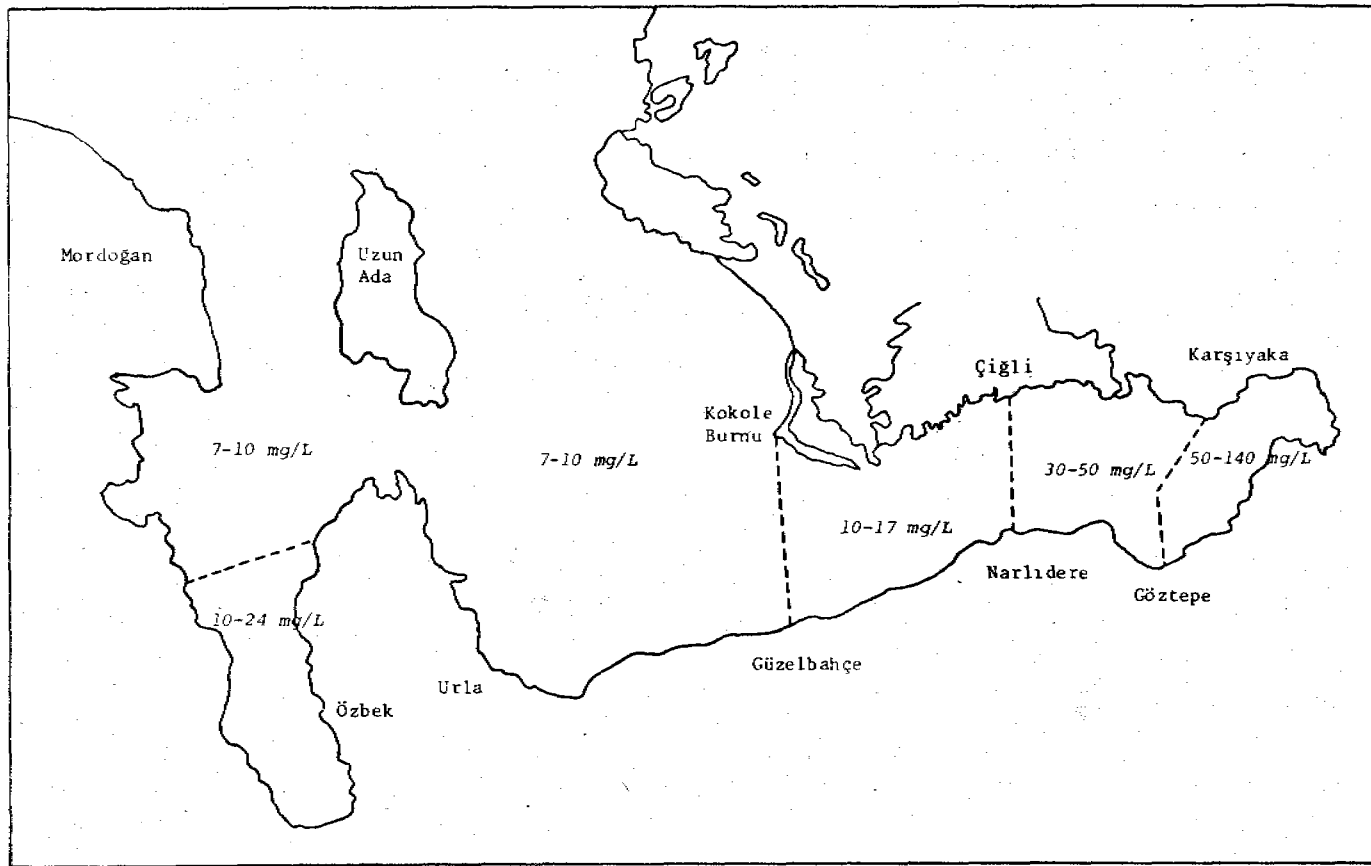 Mordoğan
Uzun
Ada
Karşıyaka
Çiğli
Kokole
Burnu
7-10 mg/L
7-10 mg/L
30-50 mg/L
50-140 mg/L
10-17 mg/L
Narlıdere
Göztepe
10-24 mg/L
Güzelbahçe
Urla
Özbek